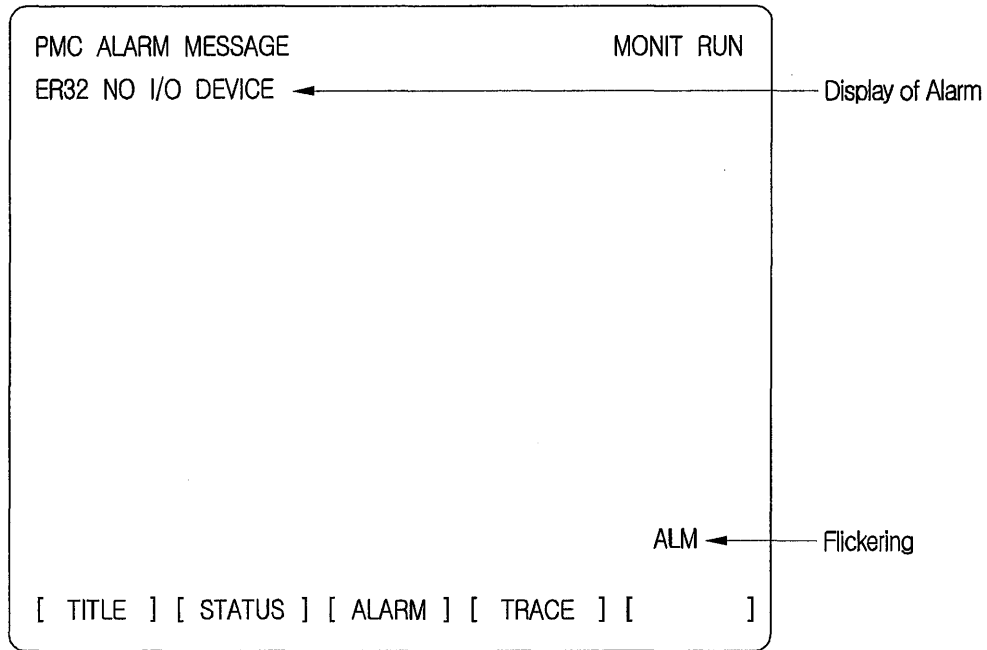 PMC ALARM MESSAGE MONIT RUN
ER32 NO I/O DEVICE Display of Alarm
ALM Flickering
[ TITLE ] [ STATUS ] [ ALARM ] [ TRACE ] [ ]